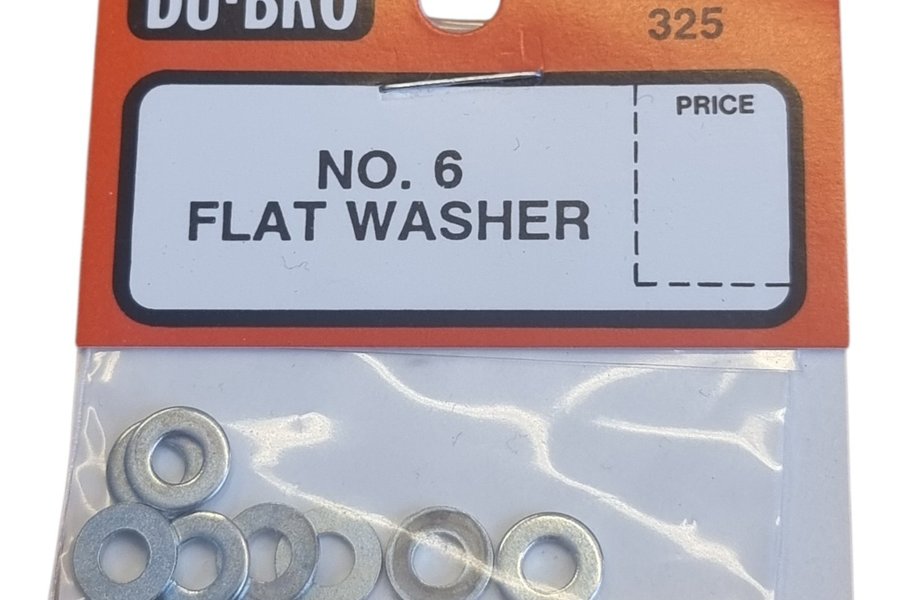 DU-BRO
325
PRICE
NO. 6
FLAT WASHER